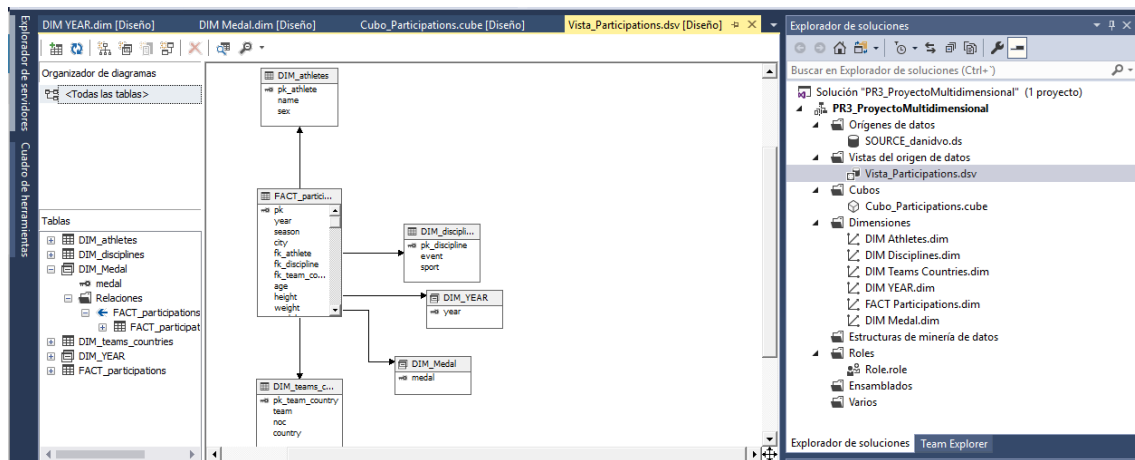 DIM YEAR.dim [Diseño]
DIM Medal.dim [Diseño]
Cubo_Participations.cube [Diseño]
Vista_Participations.dsv [Diseño]
Explorador de servidores
Cuadro de herramientas
Organizador de diagramas
<Todas las tablas>
Tablas
DIM_athletes
DIM_disciplines
DIM_Medal
medal
Relaciones
FACT_participations
FACT_participat
DIM_teams_countries
DIM_YEAR
FACT_participations
DIM_athletes
pk_athlete
name
sex
FACT_partici...
pk
year
season
city
fk_athlete
fk_discipline
fk_team_co...
age
height
weight
DIM_discipli...
pk_discipline
event
sport
DIM_YEAR
year
DIM_Medal
medal
DIM_teams_c...
pk_team_country
team
noc
country
Explorador de soluciones
Buscar en Explorador de soluciones (Ctrl+`)
Solución "PR3_ProyectoMultidimensional" (1 proyecto)
PR3_ProyectoMultidimensional
Orígenes de datos
SOURCE_danidvo.ds
Vistas del origen de datos
Vista_Participations.dsv
Cubos
Cubo_Participations.cube
Dimensiones
DIM Athletes.dim
DIM Disciplines.dim
DIM Teams Countries.dim
DIM YEAR.dim
FACT Participations.dim
DIM Medal.dim
Estructuras de minería de datos
Roles
Role.role
Ensamblados
Varios
Explorador de soluciones
Team Explorer